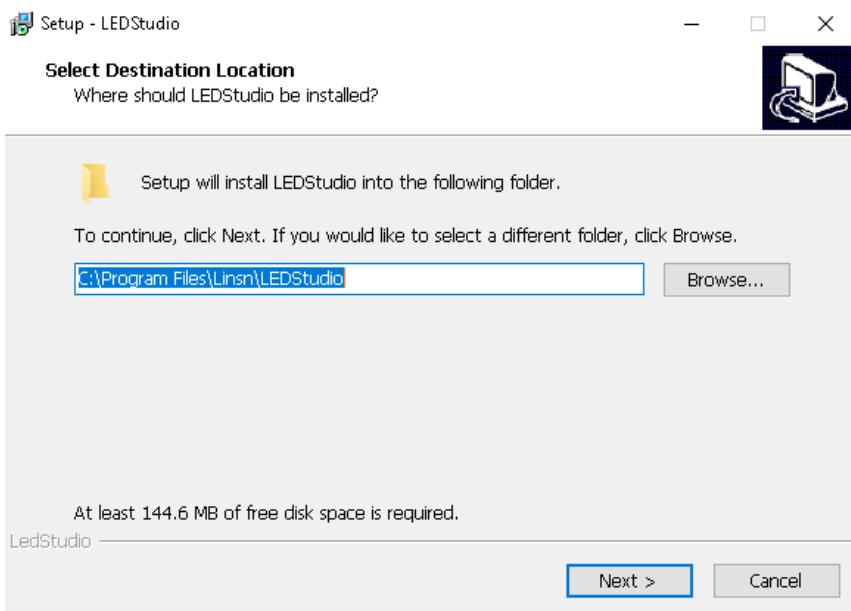 Setup - LEDStudio
Select Destination Location
Where should LEDStudio be installed?
Setup will install LEDStudio into the following folder.
To continue, click Next. If you would like to select a different folder, click Browse.
C:\Program Files\Linsn\LEDStudio
Browse...
At least 144.6 MB of free disk space is required.
LedStudio
Next >
Cancel